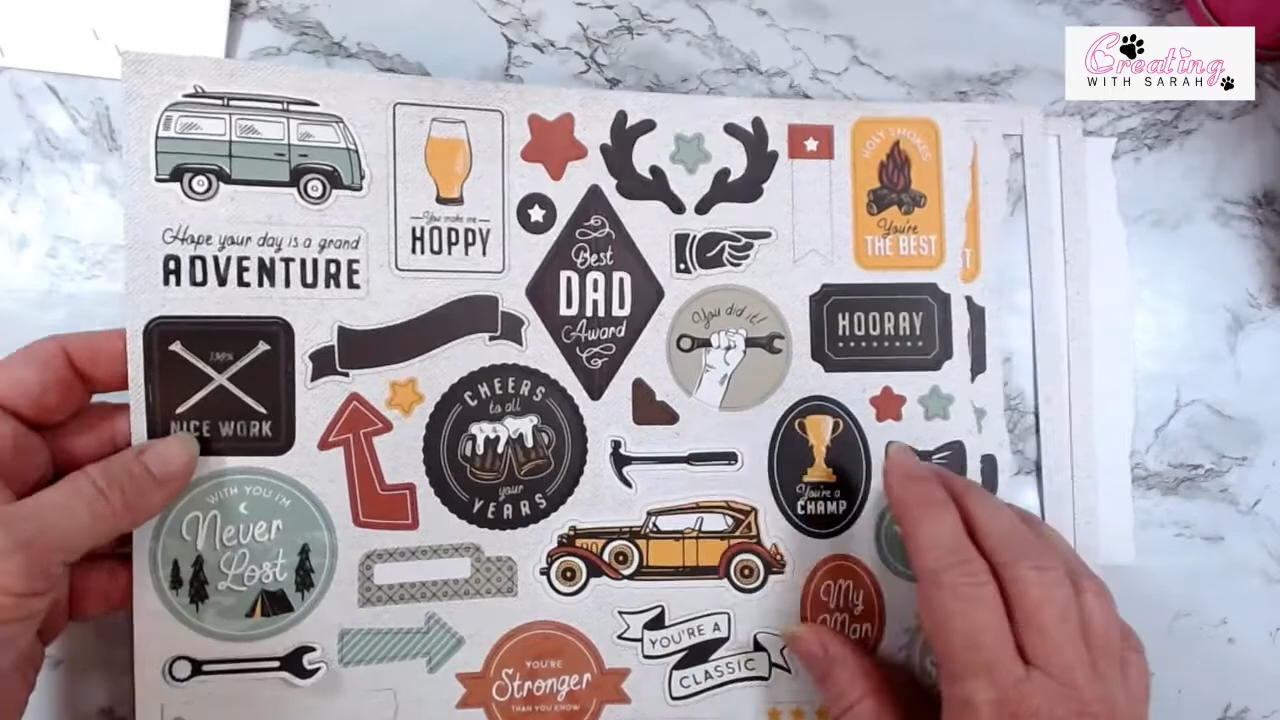 Creating
WITH SARAH
You make me
HOPPY
HOLY SMOKES
You're
THE BEST
T
Hope your day is a grand
ADVENTURE
Best
DAD
Award
You did it!
HOORAY
NICE WORK
CHEERS
to all
your
YEARS
You're a
CHAMP
WITH YOU I'M
Never
Lost
My
Man
YOU'RE A
CLASSIC
YOU'RE
Stronger
THAN YOU KNOW